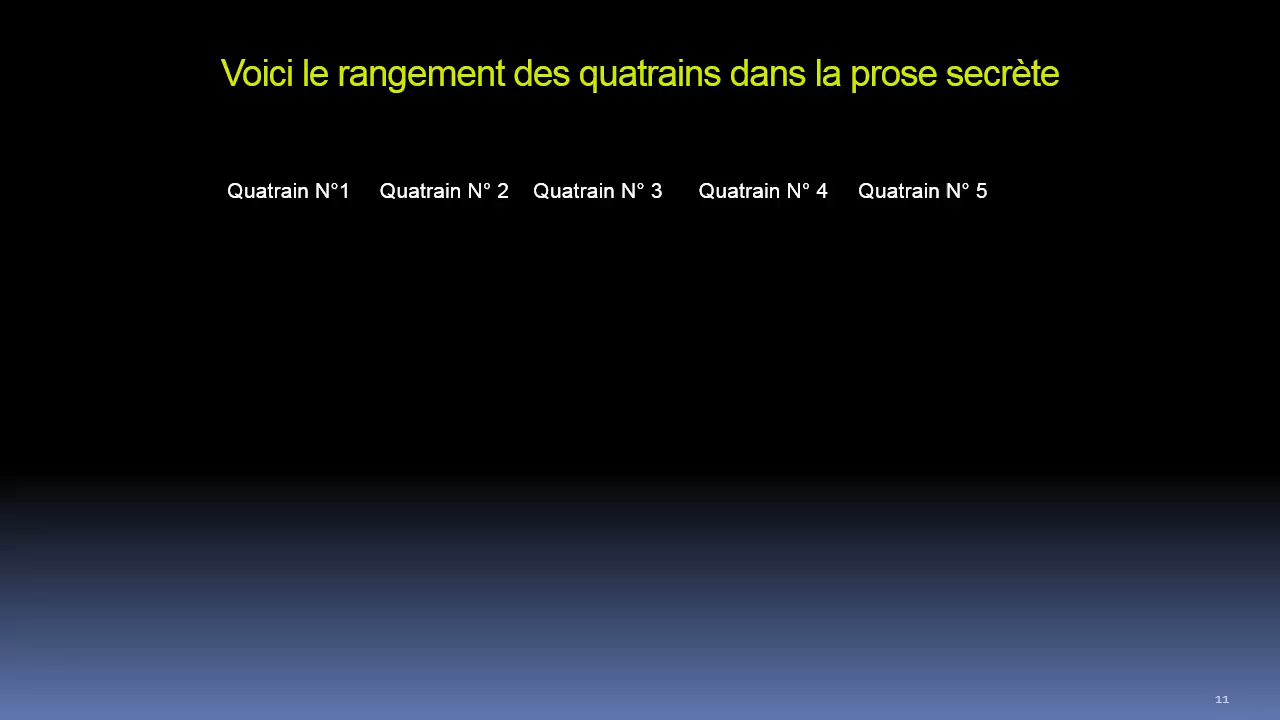 Voici le rangement des quatrains dans la prose secrète
Quatrain N°1 Quatrain N° 2 Quatrain N° 3 Quatrain N° 4 Quatrain N° 5
11